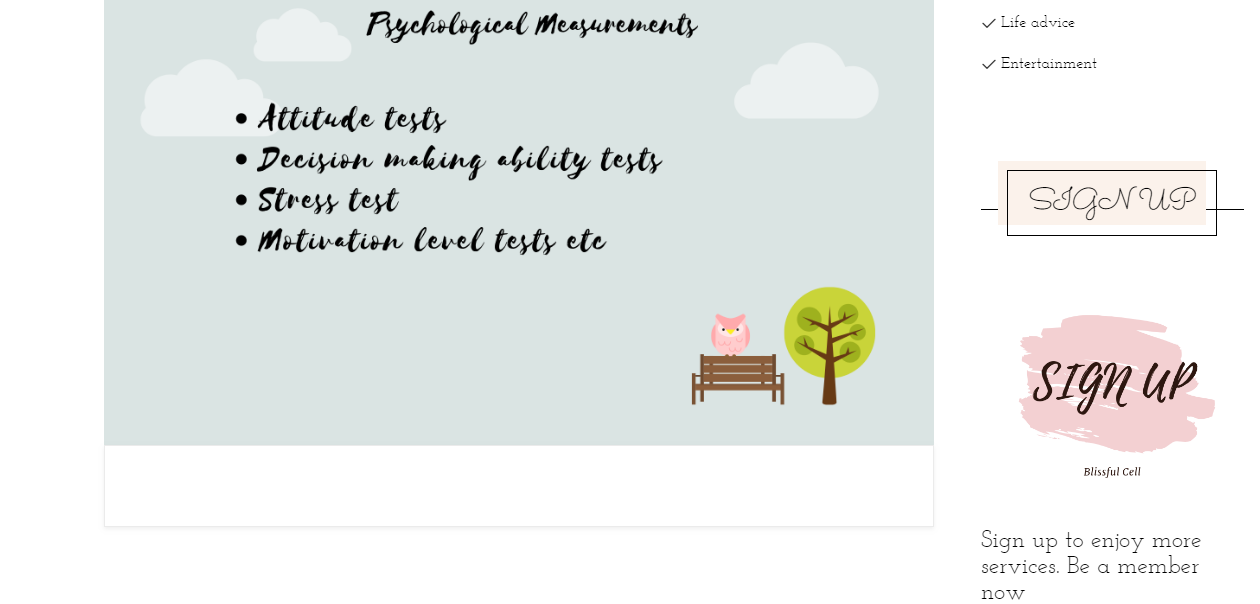 Psychological Measurements
• Attitude tests
• Decision making ability tests
• Stress test
• Motivation level tests etc
✓ Life advice
✓ Entertainment
SIGN UP
SIGN UP
Blissful Cell
Sign up to enjoy more
services. Be a member
now